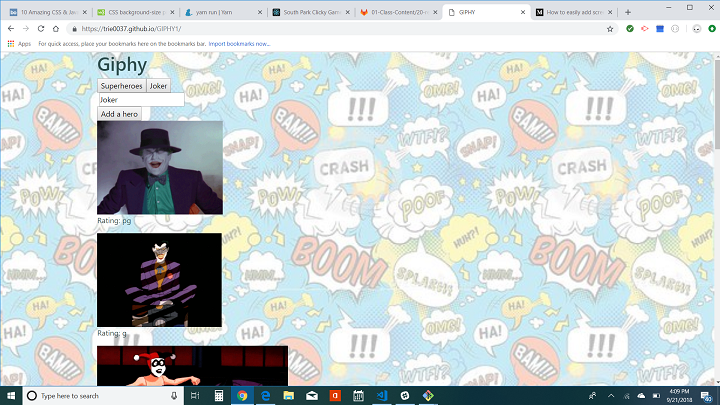 10 Amazing CSS & Jav
CSS background-size
yarn run | Yarn
South Park Clicky Game
01-Class-Content/20-r
GIPHY
How to easily add scre
https://trie0037.github.io/GIPHY1/
Apps
For quick access, place your bookmarks here on the bookmarks bar. Import bookmarks now...
Giphy
Superheroes
Joker
Joker
Add a hero
Rating: pg
Rating: g
HA!
OMG!
!!!
BAM!!!
WTF!?
SNAP!
CRASH
POW
POOF
HUH?!
BOOM
HMM...
SPLASH!
Type here to search
4:09 PM
9/21/2018
40